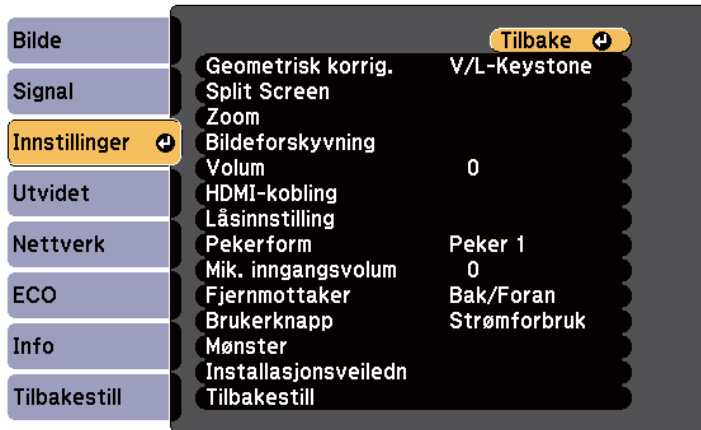 Bilde
Signal
Innstillinger
Utvidet
Nettverk
ECO
Info
Tilbakestill
Tilbake
Geometrisk korrig. V/L-Keystone
Split Screen
Zoom
Bildeforskyvning
Volum 0
HDMI-kobling
Låsinnstilling
Pekerform Peker 1
Mik. inngangsvolum 0
Fjernmottaker Bak/Foran
Brukerknapp Strømforbruk
Mønster
Installasjonsveiledn
Tilbakestill